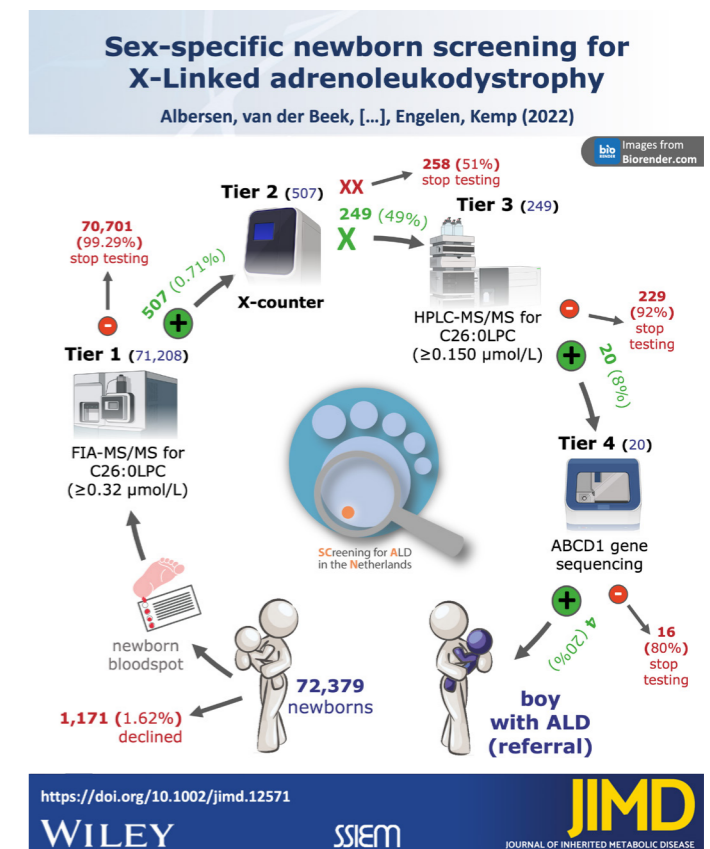 Sex-specific newborn screening for
X-Linked adrenoleukodystrophy
Albersen, van der Beek, […], Engelen, Kemp (2022)
bio
RENDER
Images from
Biorender.com
Tier 2 (507)
XX
258 (51%)
stop testing
249 (49%)
X
Tier 3 (249)
70,701
(99.29%)
stop testing
507 (0.71%)
X-counter
HPLC-MS/MS for
C26:0LPC
(≥0.150 µmol/L)
-
229
(92%)
stop
testing
+
20 (8%)
-
+
Tier 1 (71,208)
FIA-MS/MS for
C26:0LPC
(≥0.32 µmol/L)
Tier 4 (20)
ABCD1 gene
sequencing
SCreening for ALD
in the Netherlands
+
-
4 (20%)
16
(80%)
stop
testing
newborn
bloodspot
72,379
newborns
1,171 (1.62%)
declined
boy
with ALD
(referral)
https://doi.org/10.1002/jimd.12571
WILEY
SSIEM
JIMD
JOURNAL OF INHERITED METABOLIC DISEASE